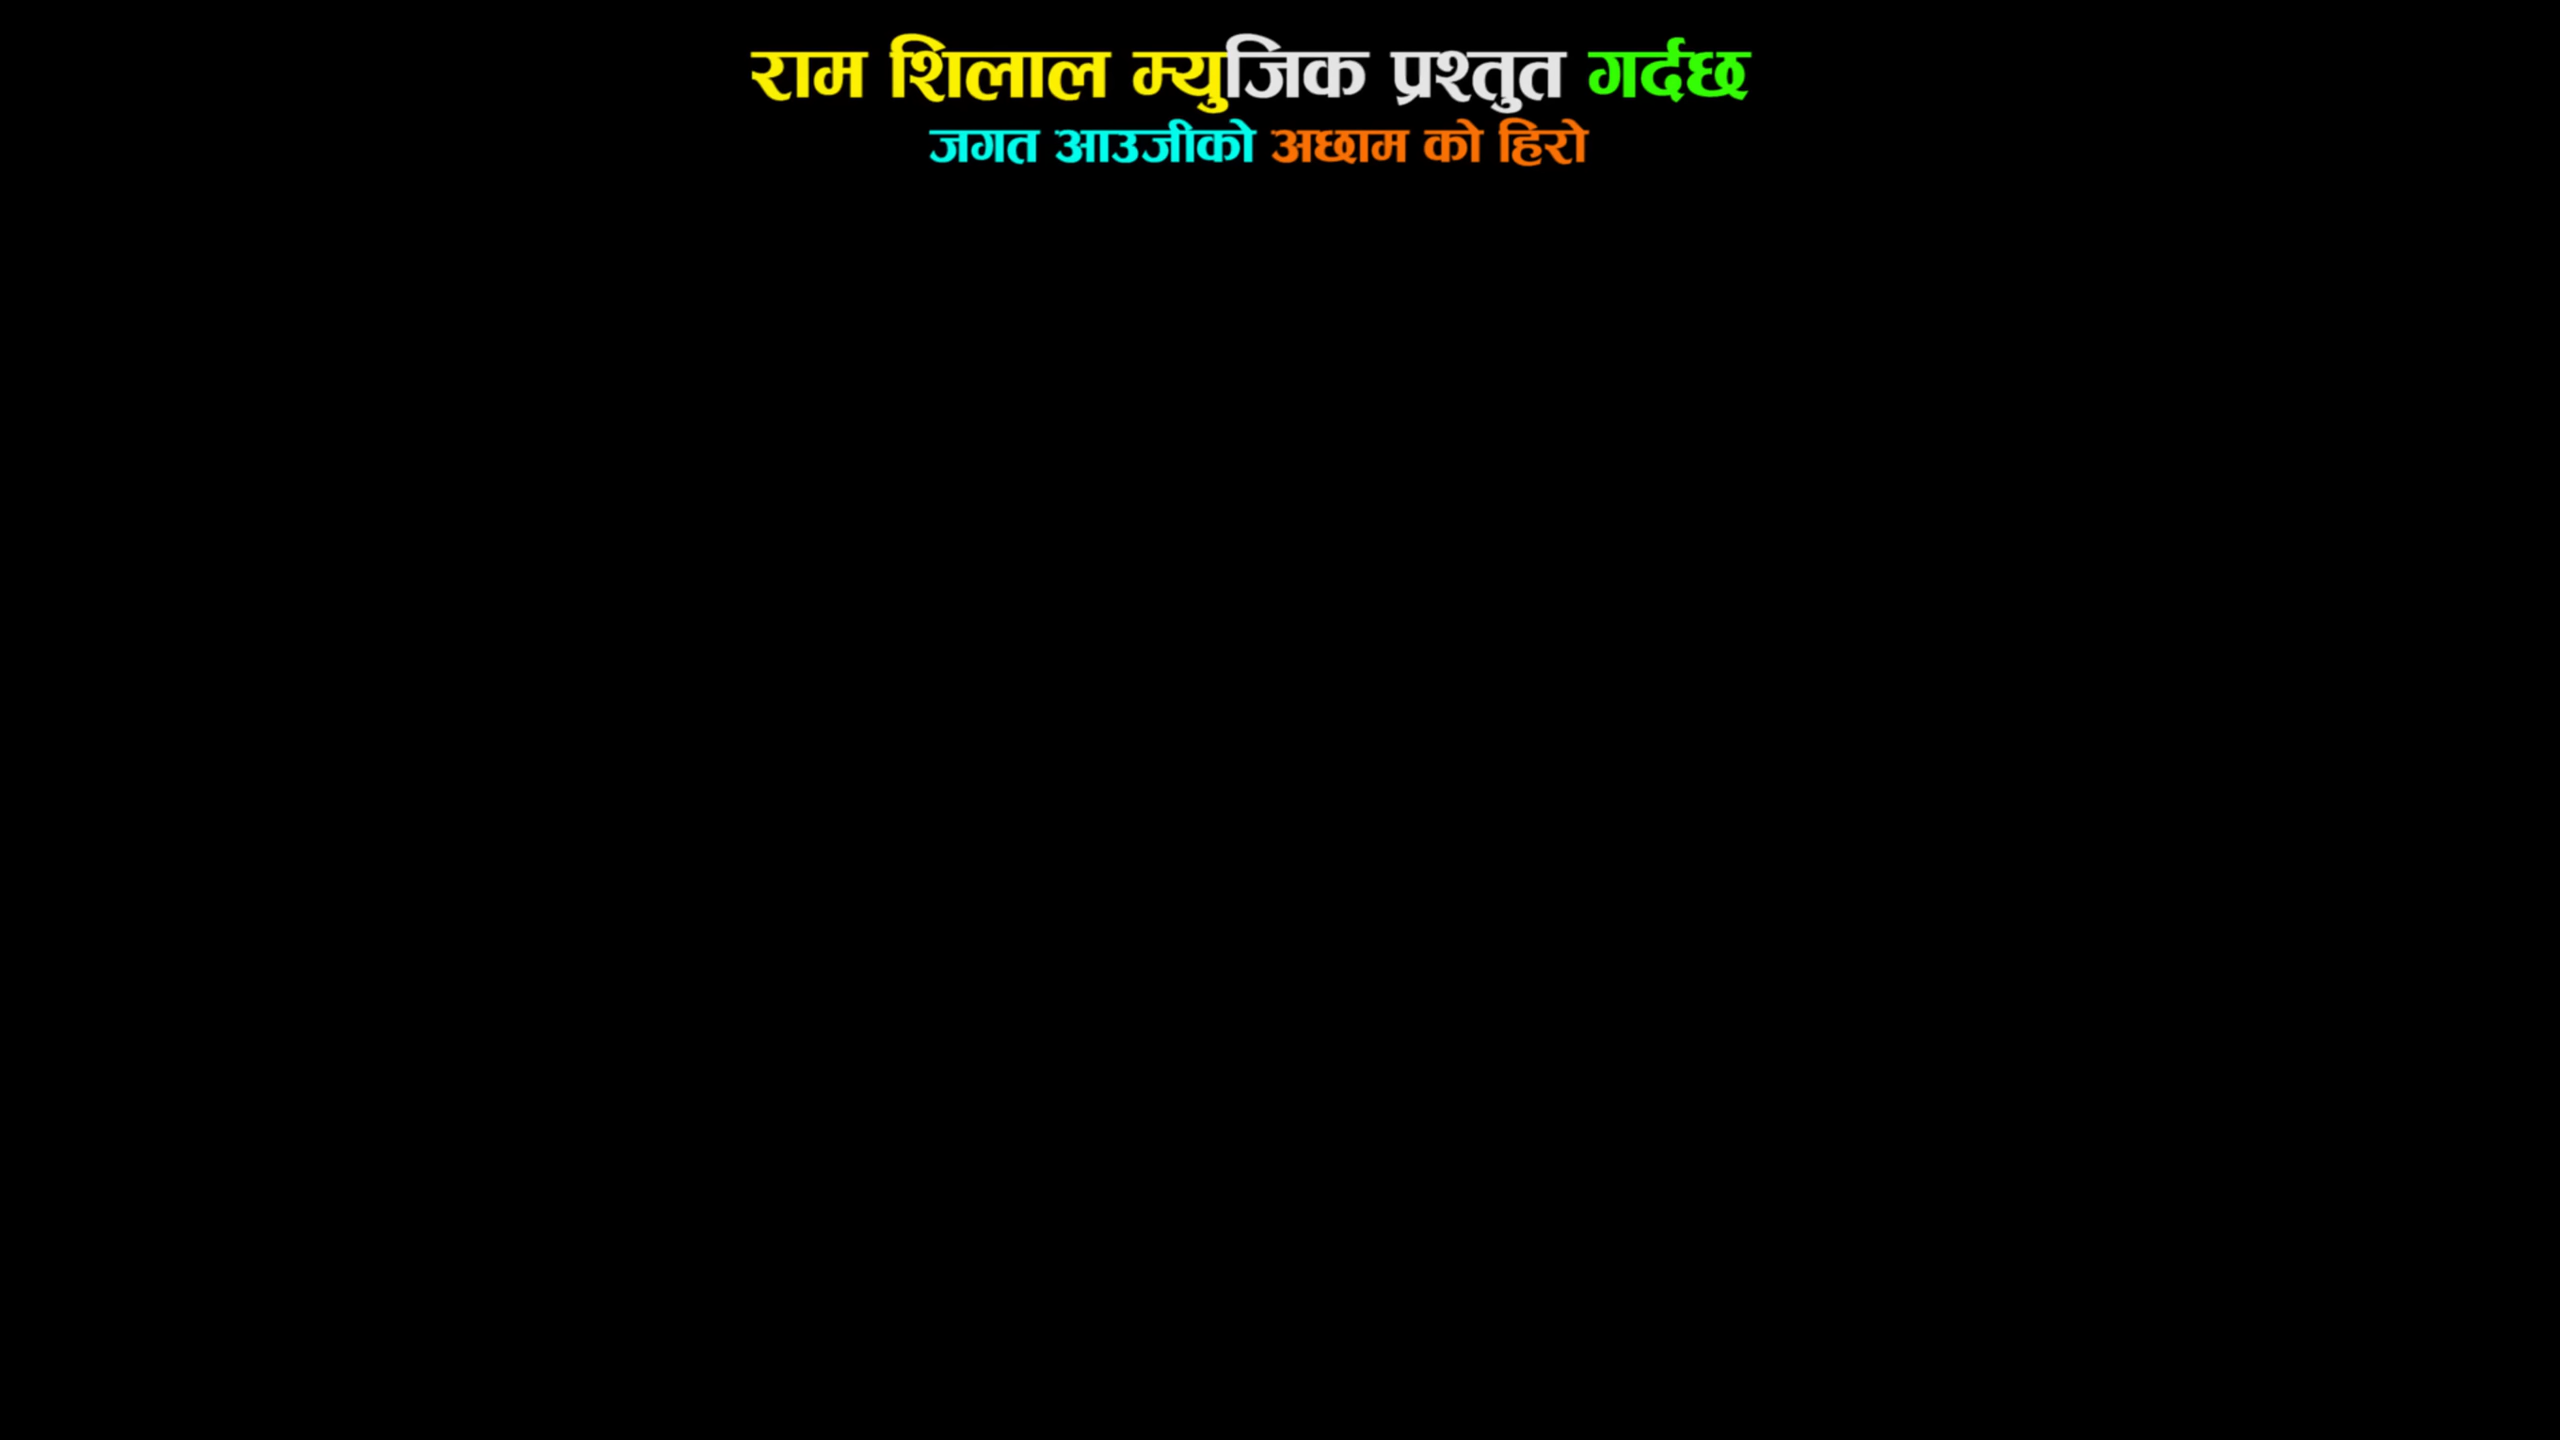 राम शिलाल म्युजिक प्रश्तुत गर्दछ
जगत आउजीको अछाम को हिरो